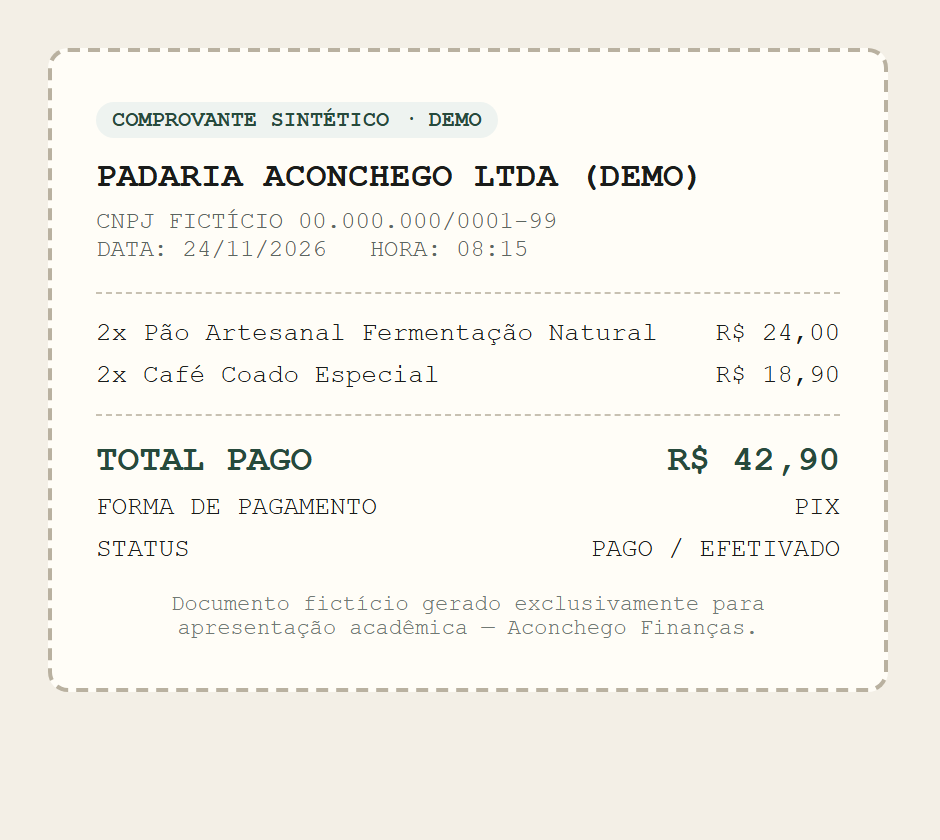 COMPROVANTE SINTÉTICO · DEMO
PADARIA ACONCHEGO LTDA (DEMO)
CNPJ FICTÍCIO 00.000.000/0001-99
DATA: 24/11/2026 HORA: 08:15
2x Pão Artesanal Fermentação Natural R$ 24,00
2x Café Coado Especial R$ 18,90
TOTAL PAGO R$ 42,90
FORMA DE PAGAMENTO PIX
STATUS PAGO / EFETIVADO
Documento fictício gerado exclusivamente para
apresentação acadêmica — Aconchego Finanças.